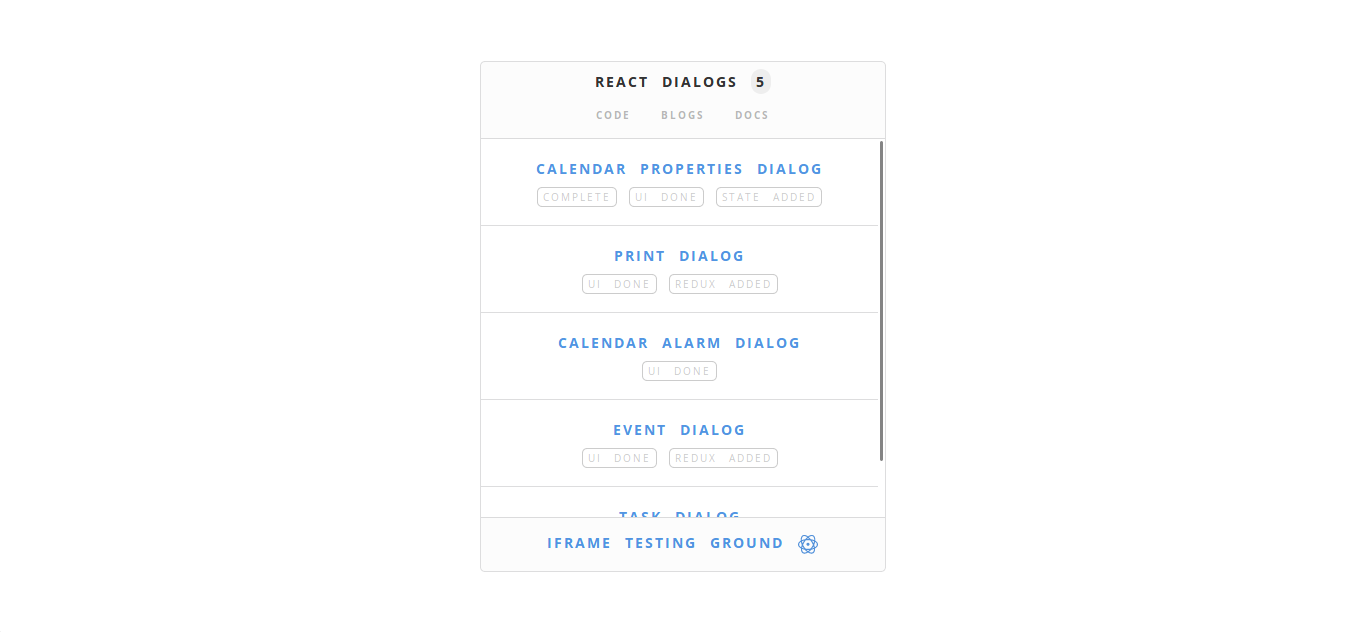 REACT DIALOGS 5
CODE BLOGS DOCS
CALENDAR PROPERTIES DIALOG
COMPLETE UI DONE STATE ADDED
PRINT DIALOG
UI DONE REDUX ADDED
CALENDAR ALARM DIALOG
UI DONE
EVENT DIALOG
UI DONE REDUX ADDED
TASK DIALOG
IFRAME TESTING GROUND